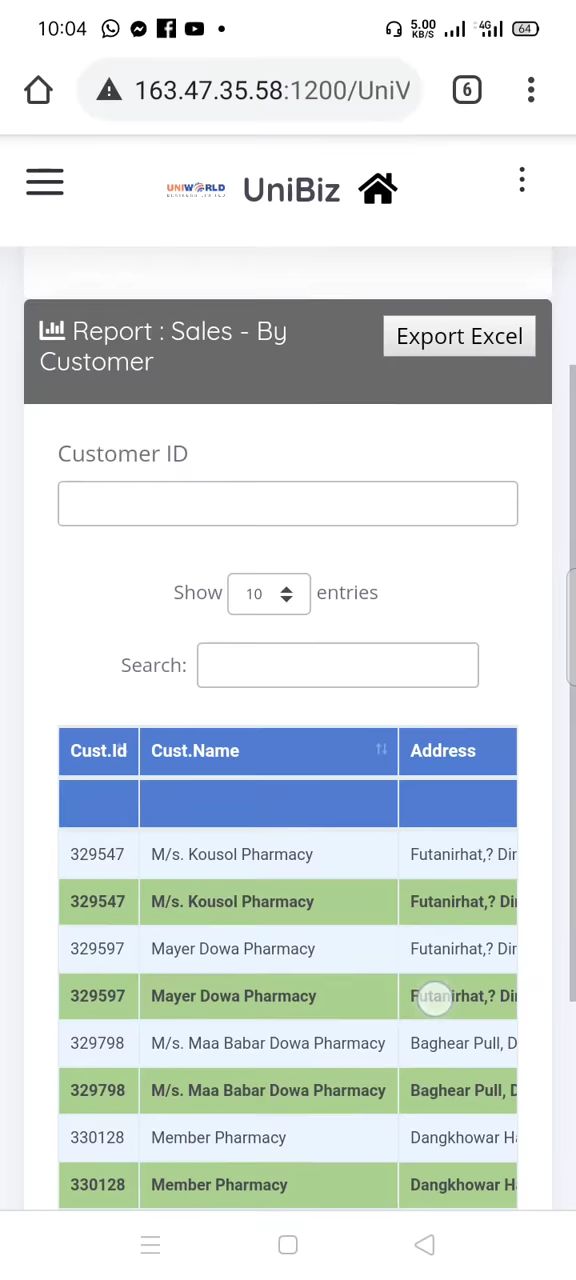 10:04 5.00 KB/S 4G 64
163.47.35.58:1200/UniV 6
UNIWORLD UniBiz
Report : Sales - By Customer
Export Excel
Customer ID
Show 10 entries
Search:
Cust.Id Cust.Name Address
329547 M/s. Kousol Pharmacy Futanirhat,? Dir
329547 M/s. Kousol Pharmacy Futanirhat,? Di
329597 Mayer Dowa Pharmacy Futanirhat,? Dir
329597 Mayer Dowa Pharmacy Futanirhat,? Di
329798 M/s. Maa Babar Dowa Pharmacy Baghear Pull, D
329798 M/s. Maa Babar Dowa Pharmacy Baghear Pull, D
330128 Member Pharmacy Dangkhowar Ha
330128 Member Pharmacy Dangkhowar H